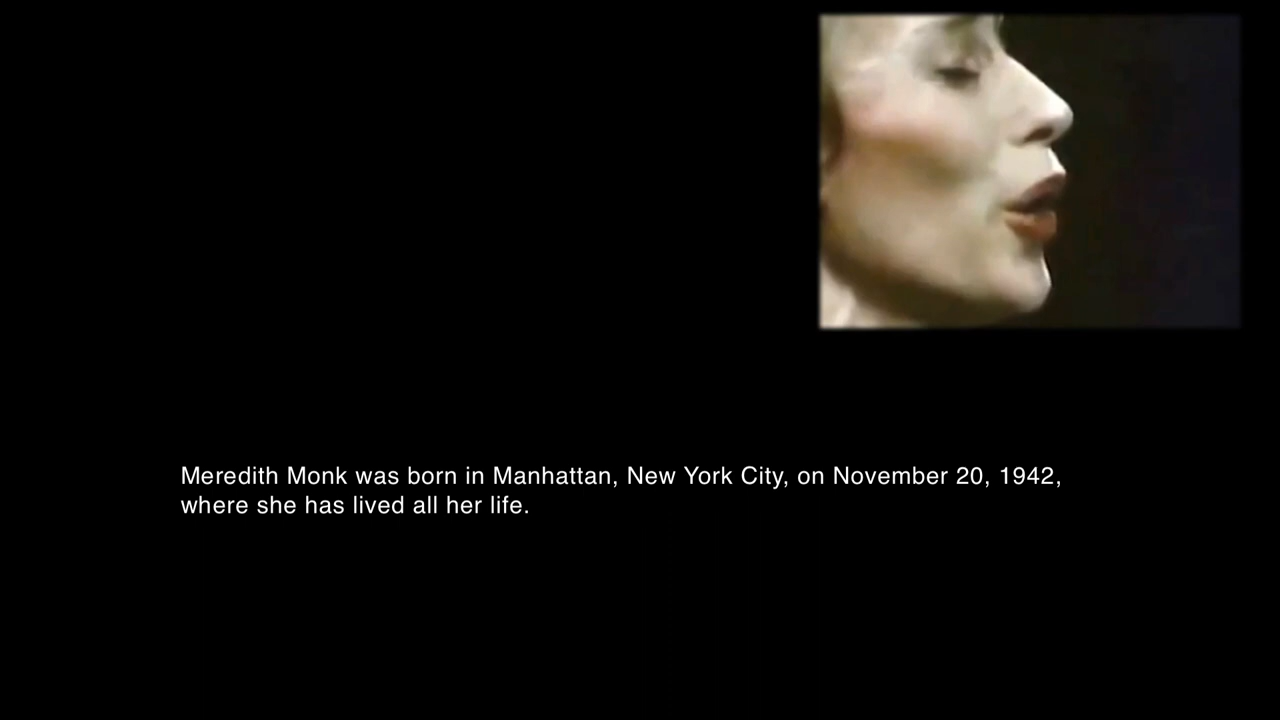 Meredith Monk was born in Manhattan, New York City, on November 20, 1942,
where she has lived all her life.